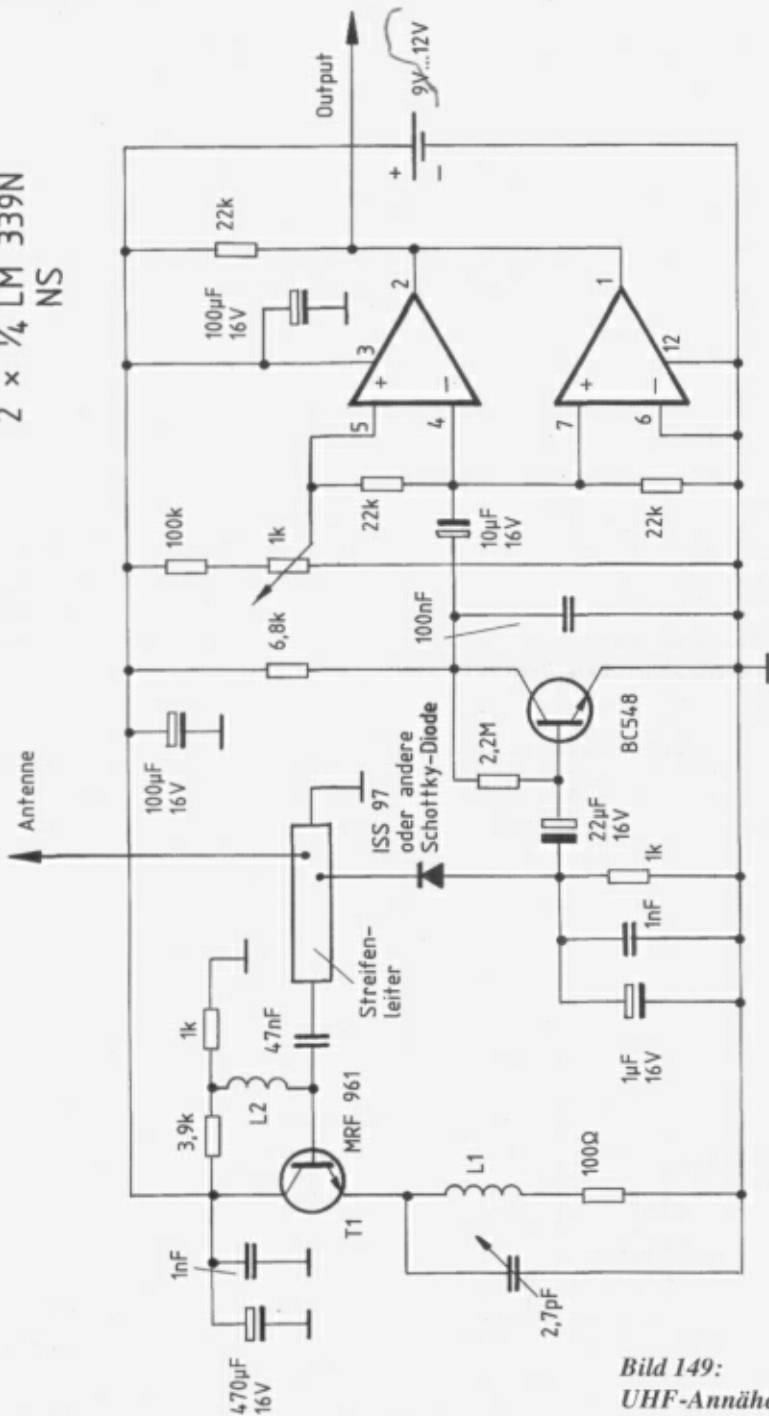 2 x ¼ LM 339N
NS
Antenne
Output
9V...12V
+
−
22k
100µF
16V
3
2
5
+
4
−
1
12
7
+
6
−
100k
1k
22k
10µF
16V
22k
6,8k
100nF
100µF
16V
2,2M
BC548
ISS 97
oder andere
Schottky-Diode
22µF
16V
1k
1nF
1µF
16V
Streifen-
leiter
47nF
1k
3,9k
L2
MRF 961
T1
1nF
470µF
16V
L1
100Ω
2,7pF
Bild 149: